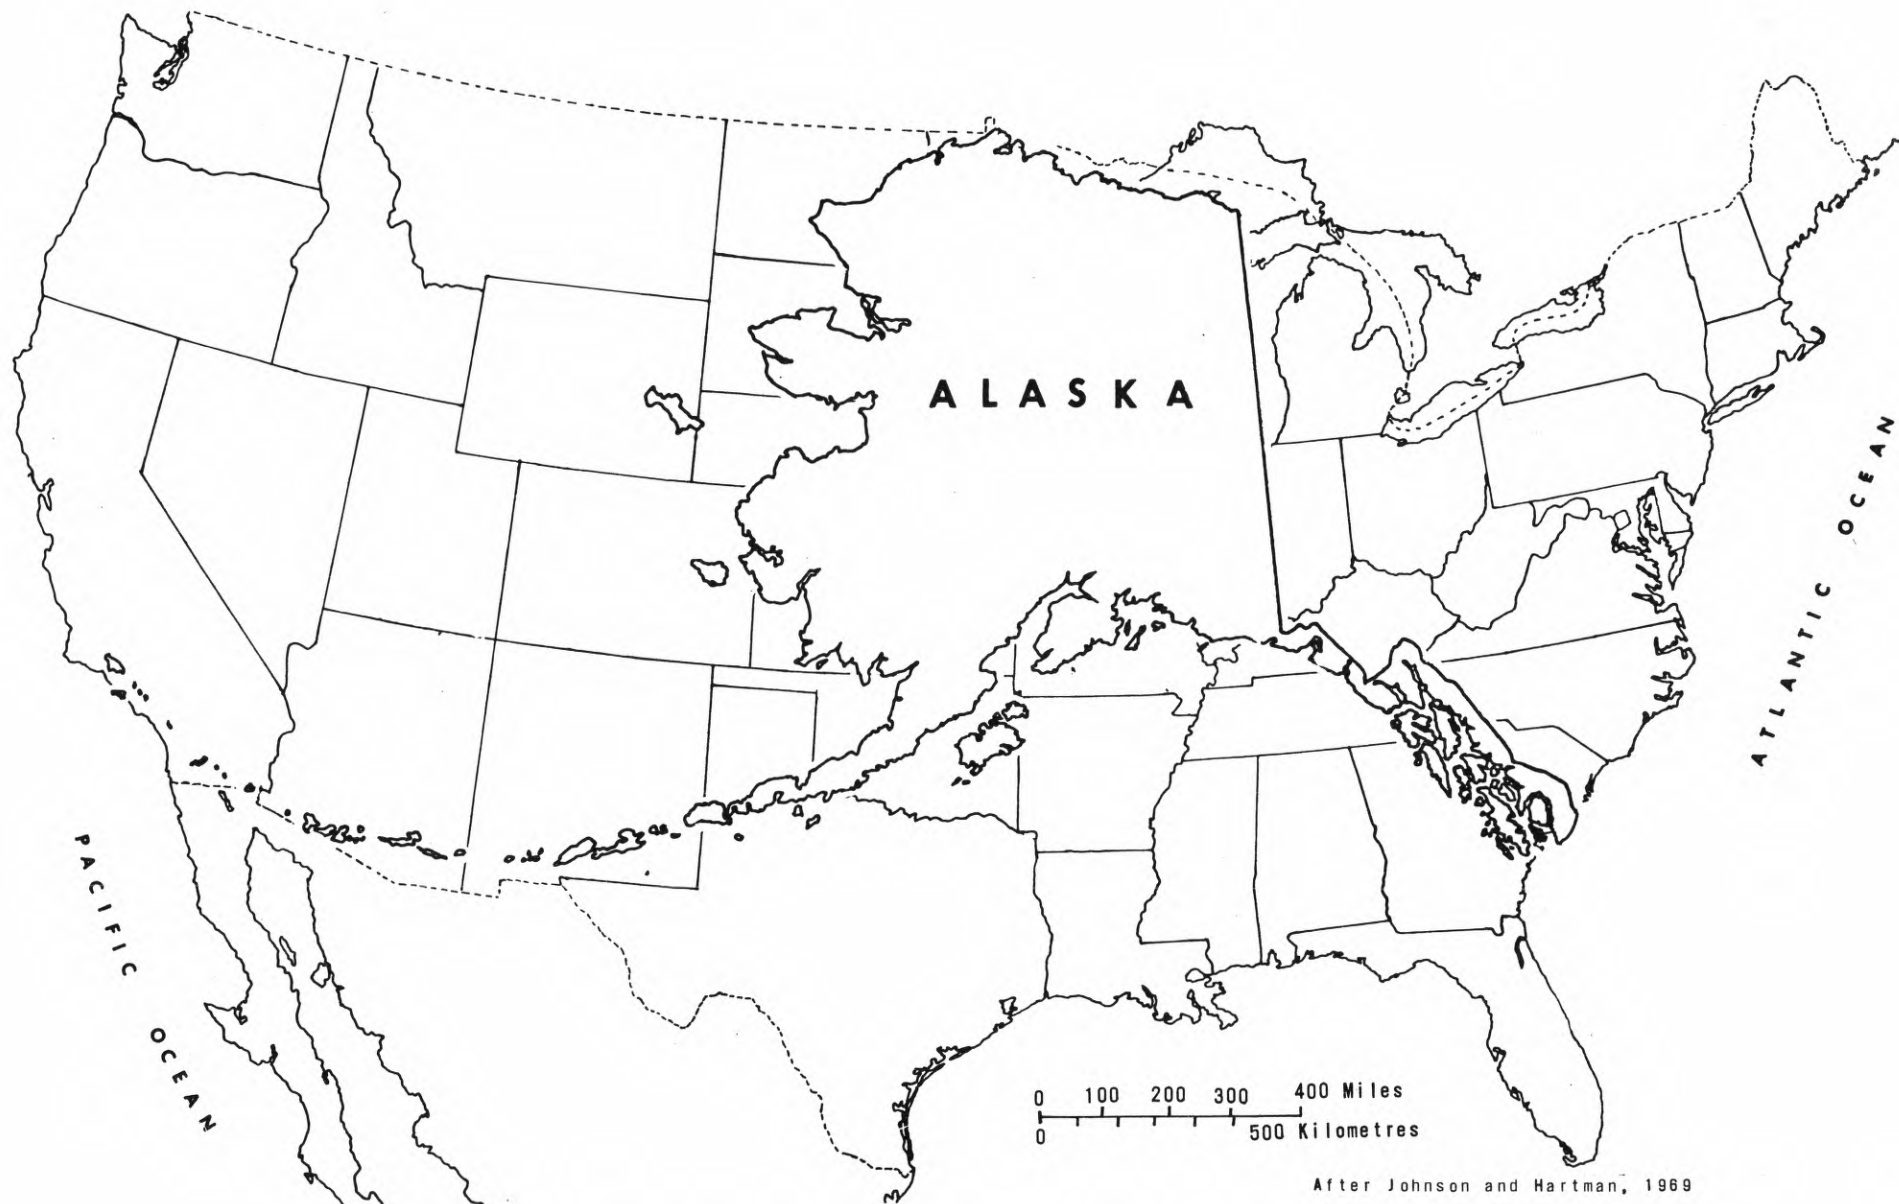 ALASKA
ATLANTIC OCEAN
PACIFIC OCEAN
0 100 200 300 400 Miles
0 500 Kilometres
After Johnson and Hartman, 1969